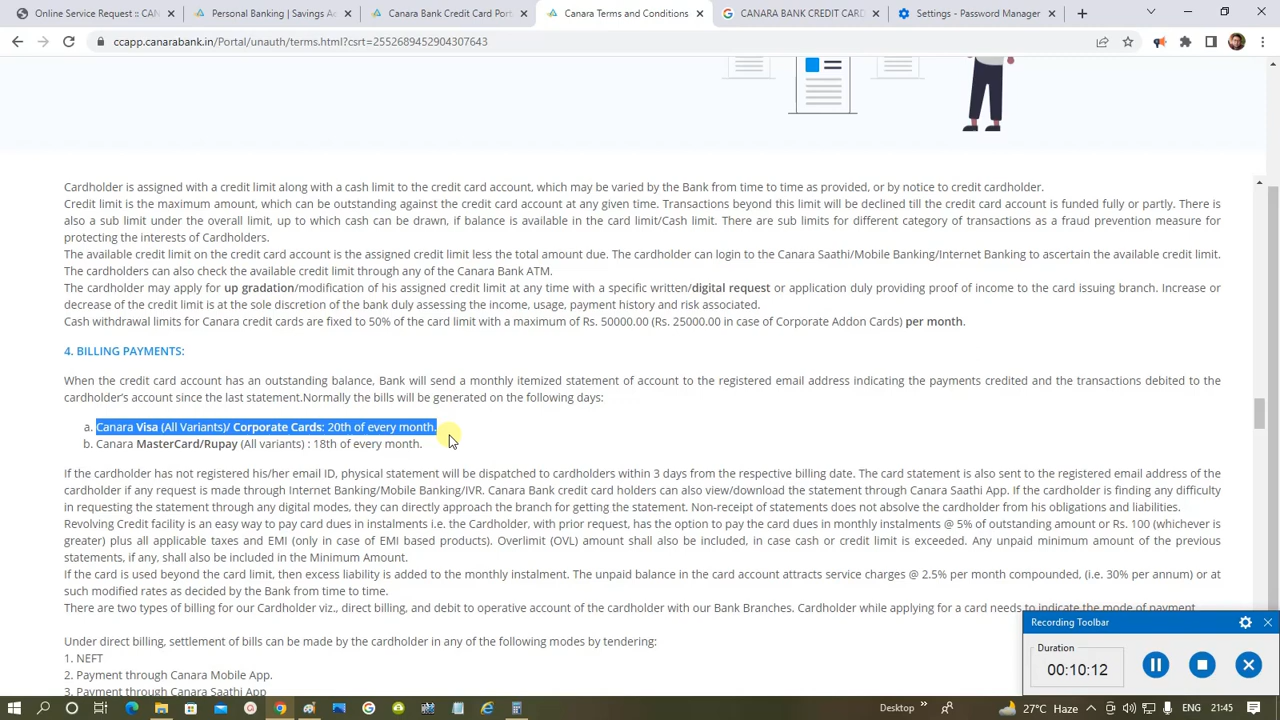 Online Service "UNPAID" - CAN
Personal Banking | Savings Ac
Canara Bank Credit Card Port
Canara Terms and Conditions
CANARA BANK CREDIT CARD
Settings - Password Manager
ccapp.canarabank.in/Portal/unauth/terms.html?csrt=2552689452904307643
Cardholder is assigned with a credit limit along with a cash limit to the credit card account, which may be varied by the Bank from time to time as provided, or by notice to credit cardholder.
Credit limit is the maximum amount, which can be outstanding against the credit card account at any given time. Transactions beyond this limit will be declined till the credit card account is funded fully or partly. There is
also a sub limit under the overall limit, up to which cash can be drawn, if balance is available in the card limit/Cash limit. There are sub limits for different category of transactions as a fraud prevention measure for
protecting the interests of Cardholders.
The available credit limit on the credit card account is the assigned credit limit less the total amount due. The cardholder can login to the Canara Saathi/Mobile Banking/Internet Banking to ascertain the available credit limit.
The cardholders can also check the available credit limit through any of the Canara Bank ATM.
The cardholder may apply for up gradation/modification of his assigned credit limit at any time with a specific written/digital request or application duly providing proof of income to the card issuing branch. Increase or
decrease of the credit limit is at the sole discretion of the bank duly assessing the income, usage, payment history and risk associated.
Cash withdrawal limits for Canara credit cards are fixed to 50% of the card limit with a maximum of Rs. 50000.00 (Rs. 25000.00 in case of Corporate Addon Cards) per month.
4. BILLING PAYMENTS:
When the credit card account has an outstanding balance, Bank will send a monthly itemized statement of account to the registered email address indicating the payments credited and the transactions debited to the
cardholder's account since the last statement.Normally the bills will be generated on the following days:
a. Canara Visa (All Variants)/ Corporate Cards: 20th of every month.
b. Canara MasterCard/Rupay (All variants) : 18th of every month.
If the cardholder has not registered his/her email ID, physical statement will be dispatched to cardholders within 3 days from the respective billing date. The card statement is also sent to the registered email address of the
cardholder if any request is made through Internet Banking/Mobile Banking/IVR. Canara Bank credit card holders can also view/download the statement through Canara Saathi App. If the cardholder is finding any difficulty
in requesting the statement through any digital modes, they can directly approach the branch for getting the statement. Non-receipt of statements does not absolve the cardholder from his obligations and liabilities.
Revolving Credit facility is an easy way to pay card dues in instalments i.e. the Cardholder, with prior request, has the option to pay the card dues in monthly instalments @ 5% of outstanding amount or Rs. 100 (whichever is
greater) plus all applicable taxes and EMI (only in case of EMI based products). Overlimit (OVL) amount shall also be included, in case cash or credit limit is exceeded. Any unpaid minimum amount of the previous
statements, if any, shall also be included in the Minimum Amount.
If the card is used beyond the card limit, then excess liability is added to the monthly instalment. The unpaid balance in the card account attracts service charges @ 2.5% per month compounded, (i.e. 30% per annum) or at
such modified rates as decided by the Bank from time to time.
There are two types of billing for our Cardholder viz., direct billing, and debit to operative account of the cardholder with our Bank Branches. Cardholder while applying for a card needs to indicate the mode of payment
Under direct billing, settlement of bills can be made by the cardholder in any of the following modes by tendering:
1. NEFT
2. Payment through Canara Mobile App.
3. Payment through Canara Saathi App
Recording Toolbar
Duration
00:10:12
Desktop
27°C Haze
ENG
21:45